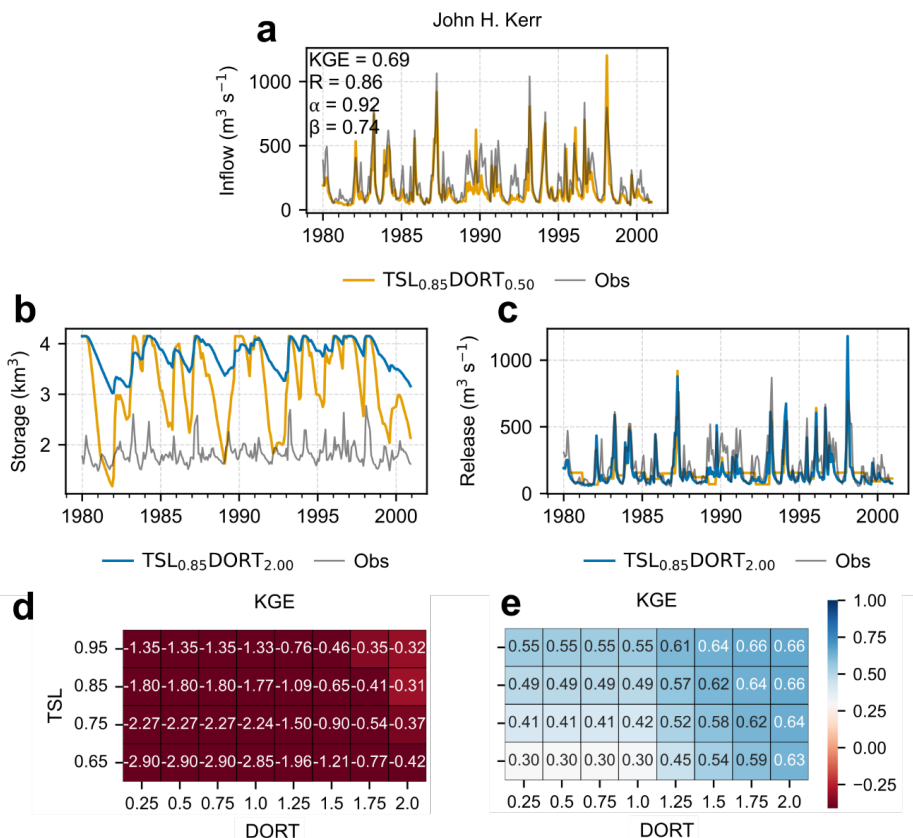 John H. Kerr
a
KGE = 0.69
R = 0.86
α = 0.92
β = 0.74
Inflow (m³ s⁻¹)
1000
500
0
1980 1985 1990 1995 2000
TSL₀.₈₅DORT₀.₅₀ Obs
b
Storage (km³)
4
3
2
1980 1985 1990 1995 2000
TSL₀.₈₅DORT₂.₀₀ Obs
c
Release (m³ s⁻¹)
1000
500
0
1980 1985 1990 1995 2000
TSL₀.₈₅DORT₂.₀₀ Obs
d
KGE
TSL
0.95 -1.35 -1.35 -1.35 -1.33 -0.76 -0.46 -0.35 -0.32
0.85 -1.80 -1.80 -1.80 -1.77 -1.09 -0.65 -0.41 -0.31
0.75 -2.27 -2.27 -2.27 -2.24 -1.50 -0.90 -0.54 -0.37
0.65 -2.90 -2.90 -2.90 -2.85 -1.96 -1.21 -0.77 -0.42
0.25 0.5 0.75 1.0 1.25 1.5 1.75 2.0
DORT
e
KGE
0.55 0.55 0.55 0.55 0.61 0.64 0.66 0.66
0.49 0.49 0.49 0.49 0.57 0.62 0.64 0.66
0.41 0.41 0.41 0.42 0.52 0.58 0.62 0.64
0.30 0.30 0.30 0.30 0.45 0.54 0.59 0.63
0.25 0.5 0.75 1.0 1.25 1.5 1.75 2.0
DORT
1.00
0.75
0.50
0.25
0.00
-0.25